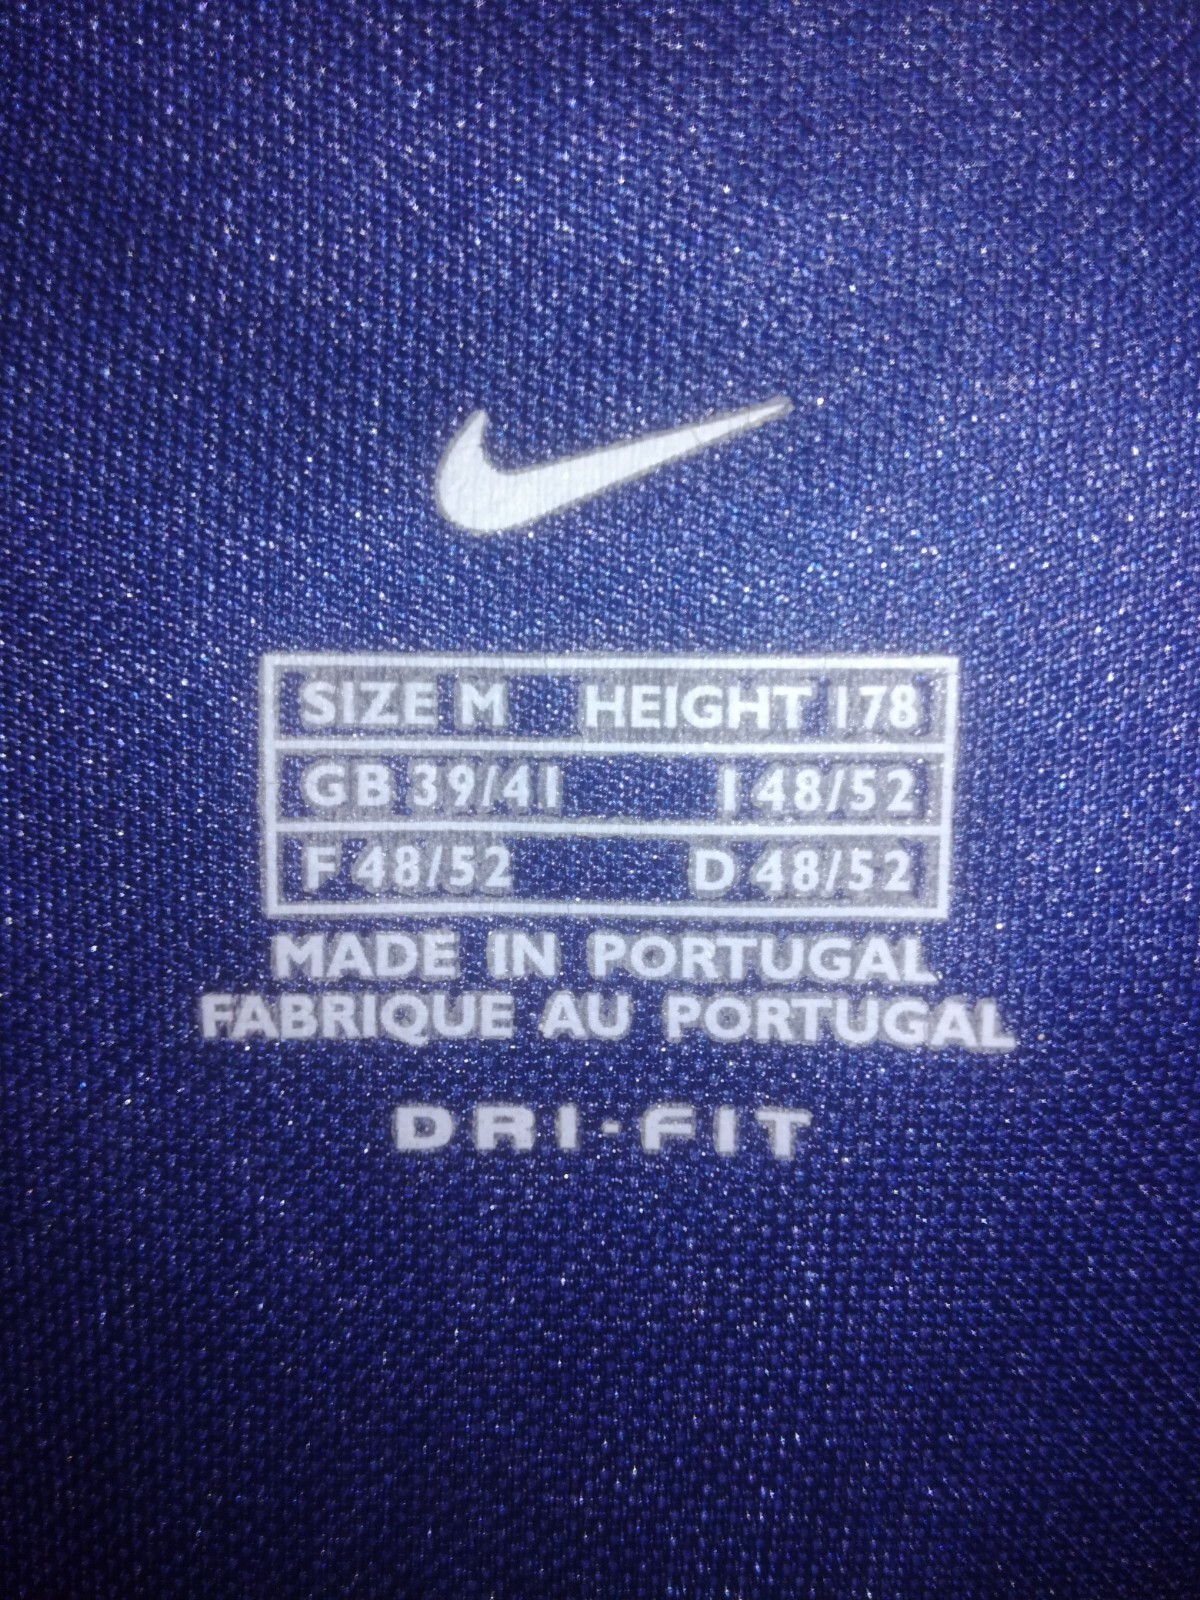 SIZE M HEIGHT 178
GB 39/41 I 48/52
F 48/52 D 48/52
MADE IN PORTUGAL
FABRIQUE AU PORTUGAL
DRI-FIT